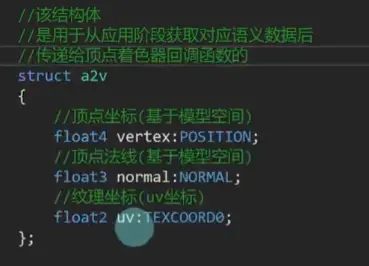 //该结构体
//是用于从应用阶段获取对应语义数据后
//传递给顶点着色器回调函数的
struct a2v
{
//顶点坐标(基于模型空间)
float4 vertex:POSITION;
//顶点法线(基于模型空间)
float3 normal:NORMAL;
//纹理坐标(uv坐标)
float2 uv:TEXCOORD0;
};